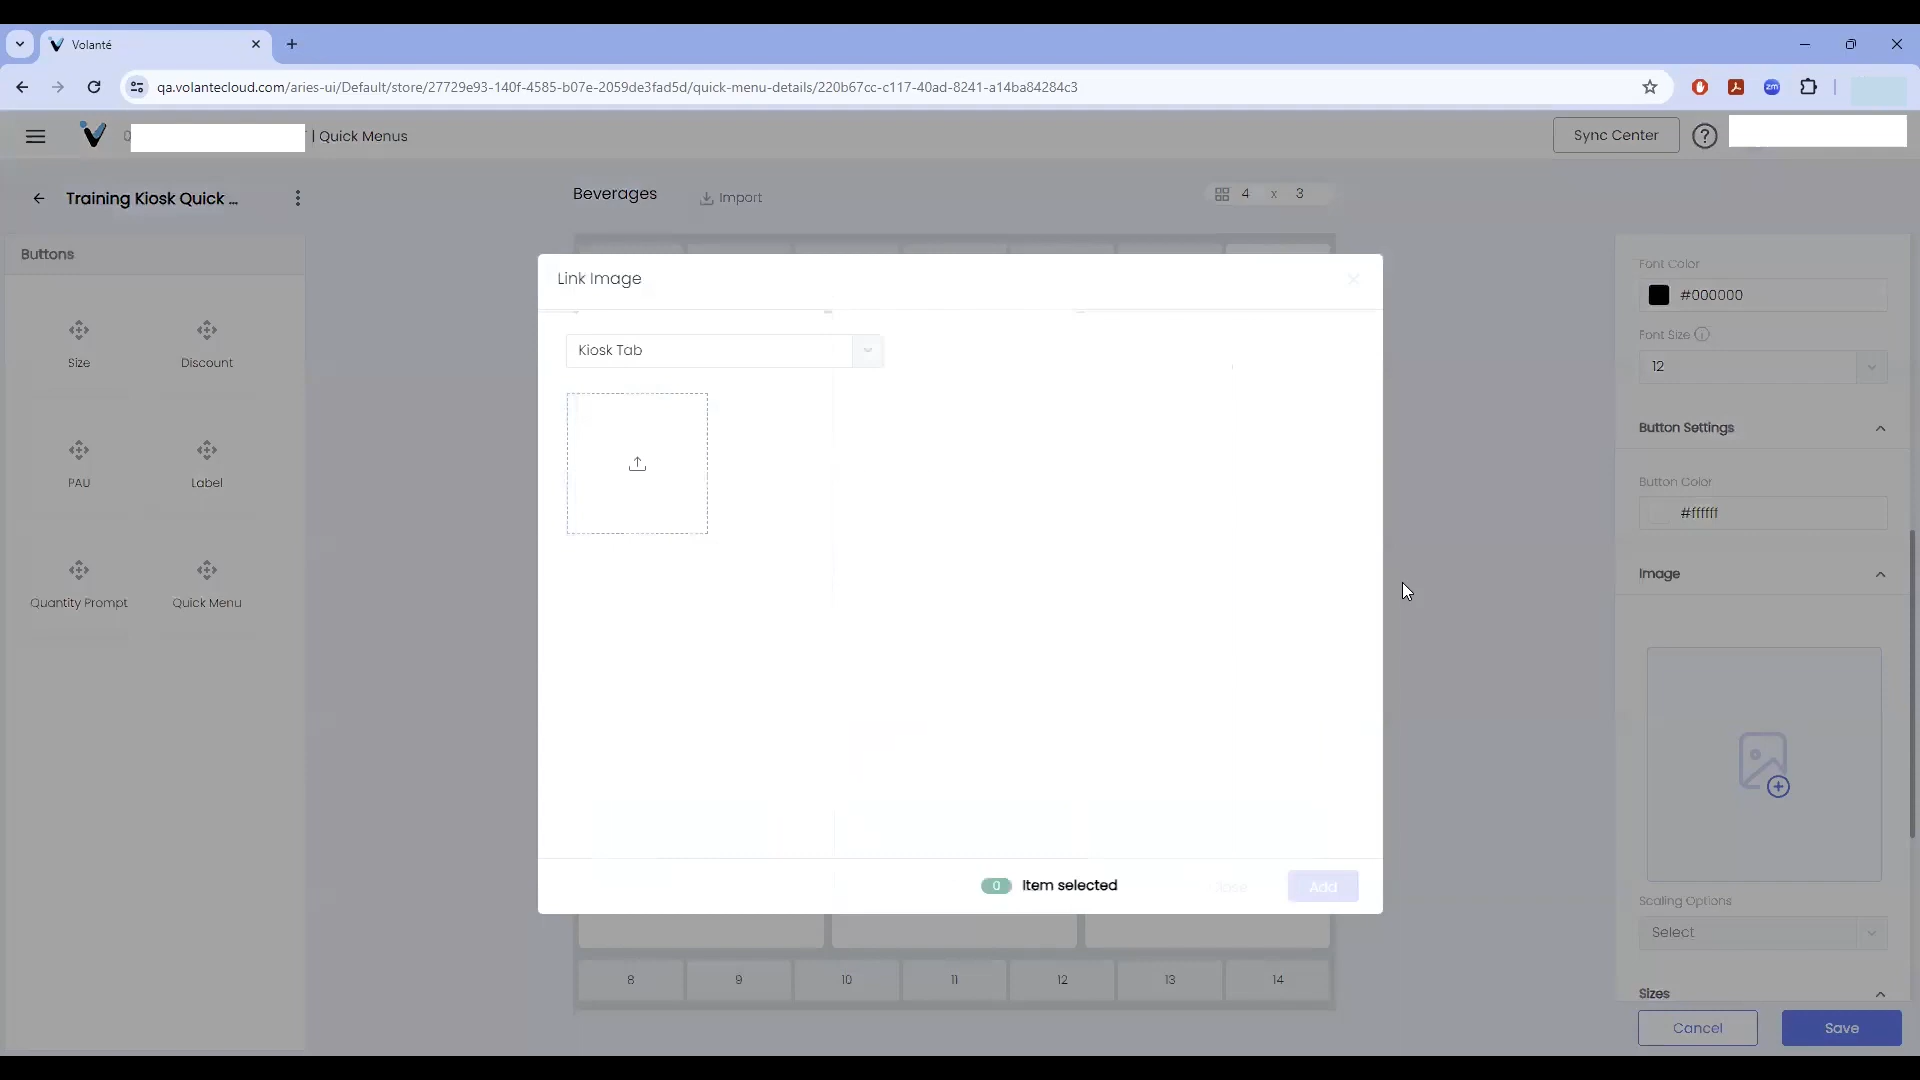 Volanté
qa.volantecloud.com/aries-ui/Default/store/27729e93-140f-4585-b07e-2059de3fad5d/quick-menu-details/220b67cc-c117-40ad-8241-a14ba84284c3
zm
| Quick Menus
Sync Center
?
Training Kiosk Quick ...
Beverages
Import
4 x 3
Buttons
Size
Discount
PAU
Label
Quantity Prompt
Quick Menu
Link Image
Kiosk Tab
0 Item selected
Add
8
9
10
11
12
13
14
Font Color
#000000
Font Size
12
Button Settings
Button Color
#ffffff
Image
Scaling Options
Select
Sizes
Cancel
Save